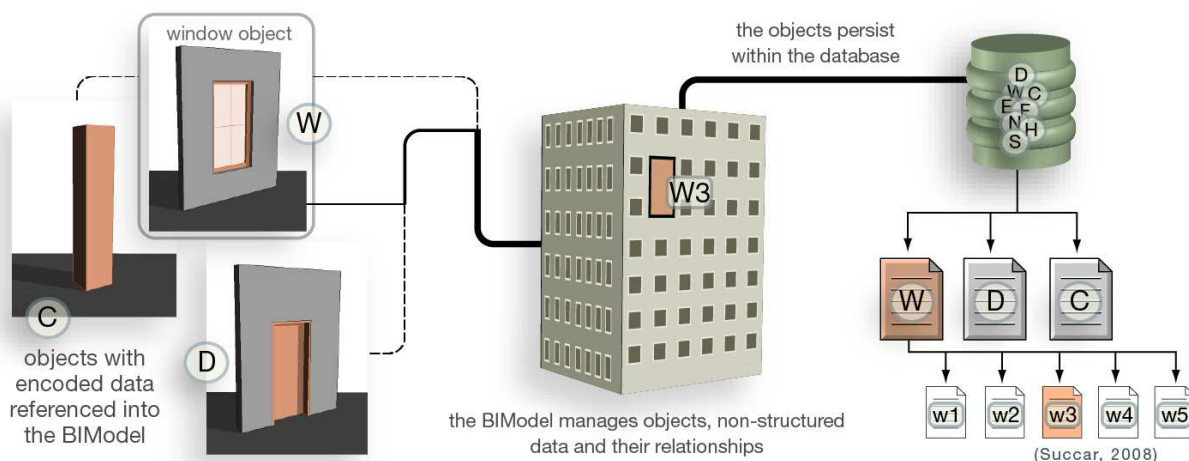 window object
W
C
objects with
encoded data
referenced into
the BIModel
D
the objects persist
within the database
W3
the BIModel manages objects, non-structured
data and their relationships
D
W C
E F
N H
S
W D C
w1 w2 w3 w4 w5
(Succar, 2008)